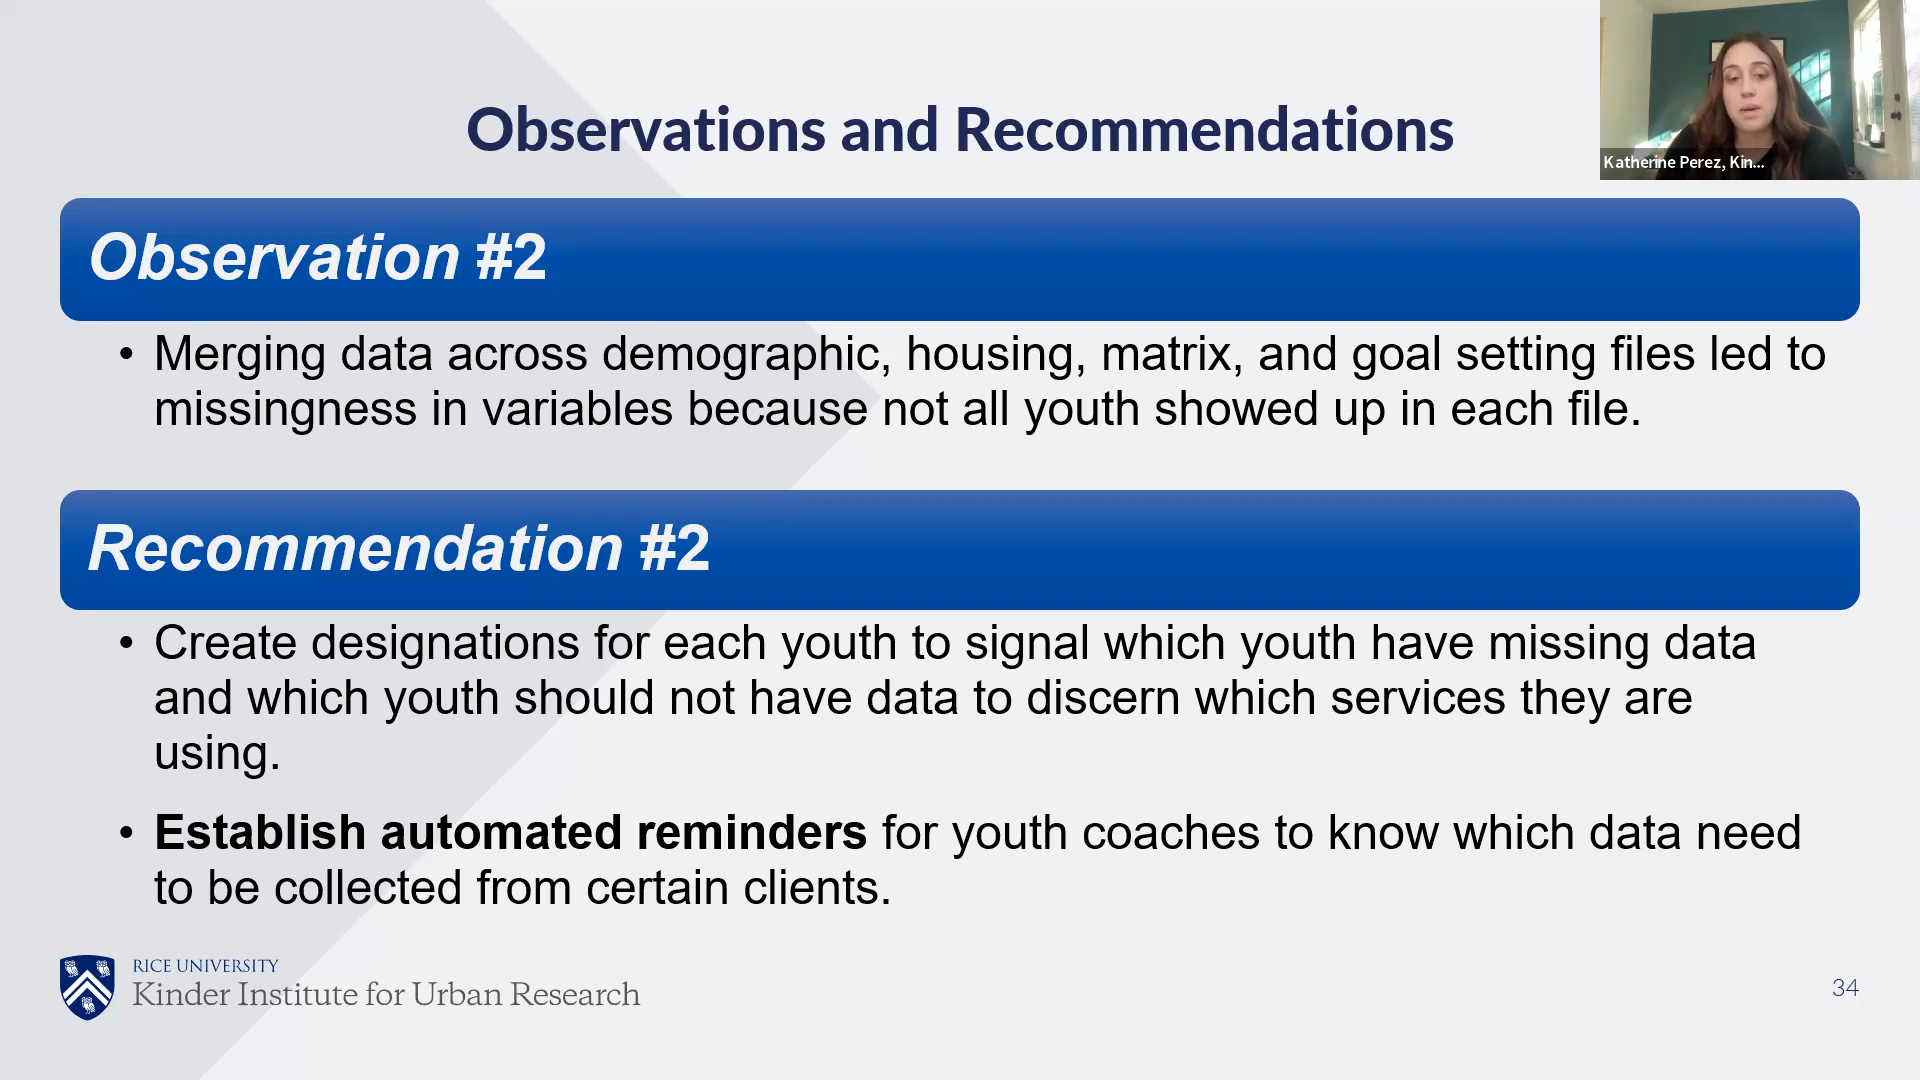 Observations and Recommendations
Katherine Perez, Kin...
Observation #2
• Merging data across demographic, housing, matrix, and goal setting files led to
missingness in variables because not all youth showed up in each file.
Recommendation #2
• Create designations for each youth to signal which youth have missing data
and which youth should not have data to discern which services they are
using.
• Establish automated reminders for youth coaches to know which data need
to be collected from certain clients.
RICE UNIVERSITY
Kinder Institute for Urban Research
34